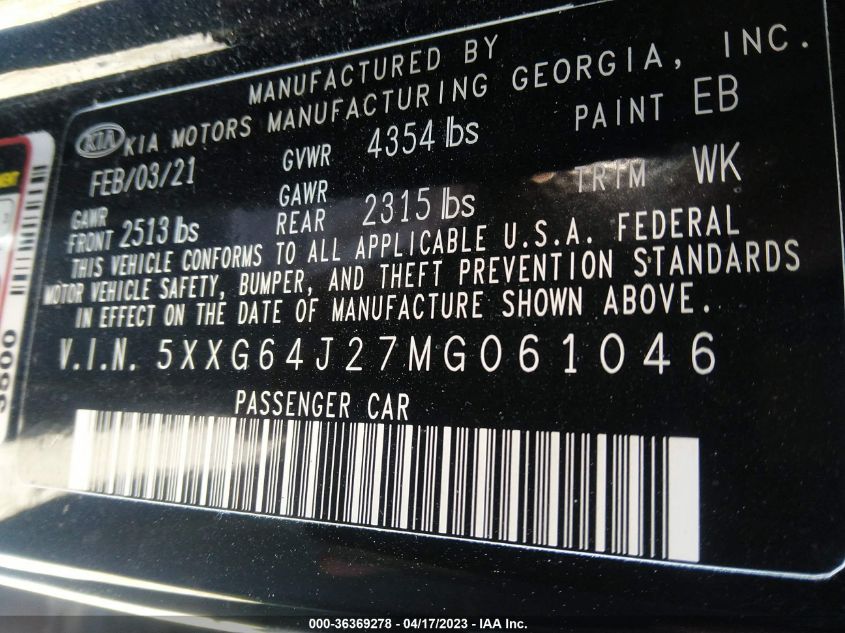 MANUFACTURED BY
KIA KIA MOTORS MANUFACTURING GEORGIA, INC.
FEB/03/21 GVWR 4354 lbs PAINT EB
GAWR FRONT 2513 lbs GAWR REAR 2315 lbs TRIM WK
THIS VEHICLE CONFORMS TO ALL APPLICABLE U.S.A. FEDERAL
MOTOR VEHICLE SAFETY, BUMPER, AND THEFT PREVENTION STANDARDS
IN EFFECT ON THE DATE OF MANUFACTURE SHOWN ABOVE.
V.I.N. 5XXG64J27MG061046
PASSENGER CAR
000-36369278 - 04/17/2023 - IAA Inc.